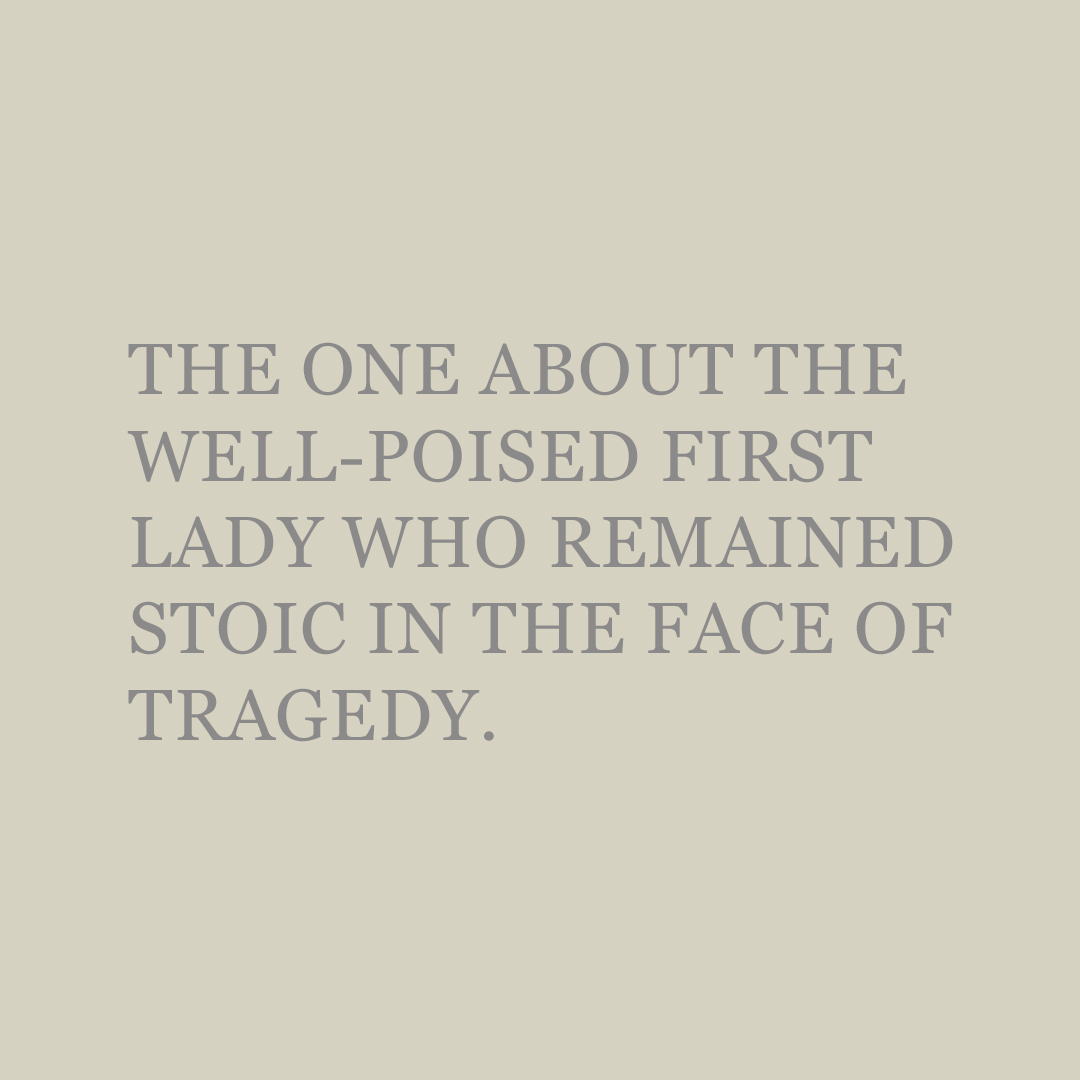 THE ONE ABOUT THE
WELL-POISED FIRST
LADY WHO REMAINED
STOIC IN THE FACE OF
TRAGEDY.